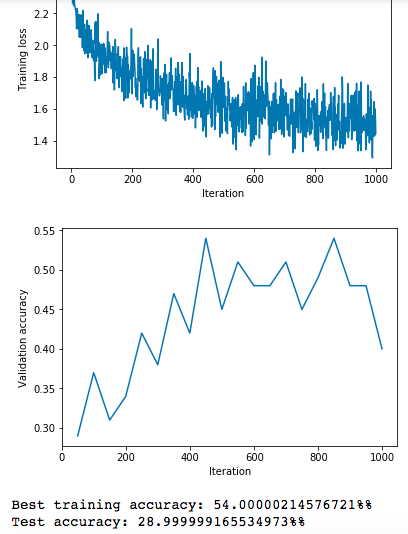 2.2
2.0
1.8
1.6
1.4
Training loss
0 200 400 600 800 1000
Iteration
0.55
0.50
0.45
0.40
0.35
0.30
Validation accuracy
0 200 400 600 800 1000
Iteration
Best training accuracy: 54.00000214576721%%
Test accuracy: 28.999999165534973%%